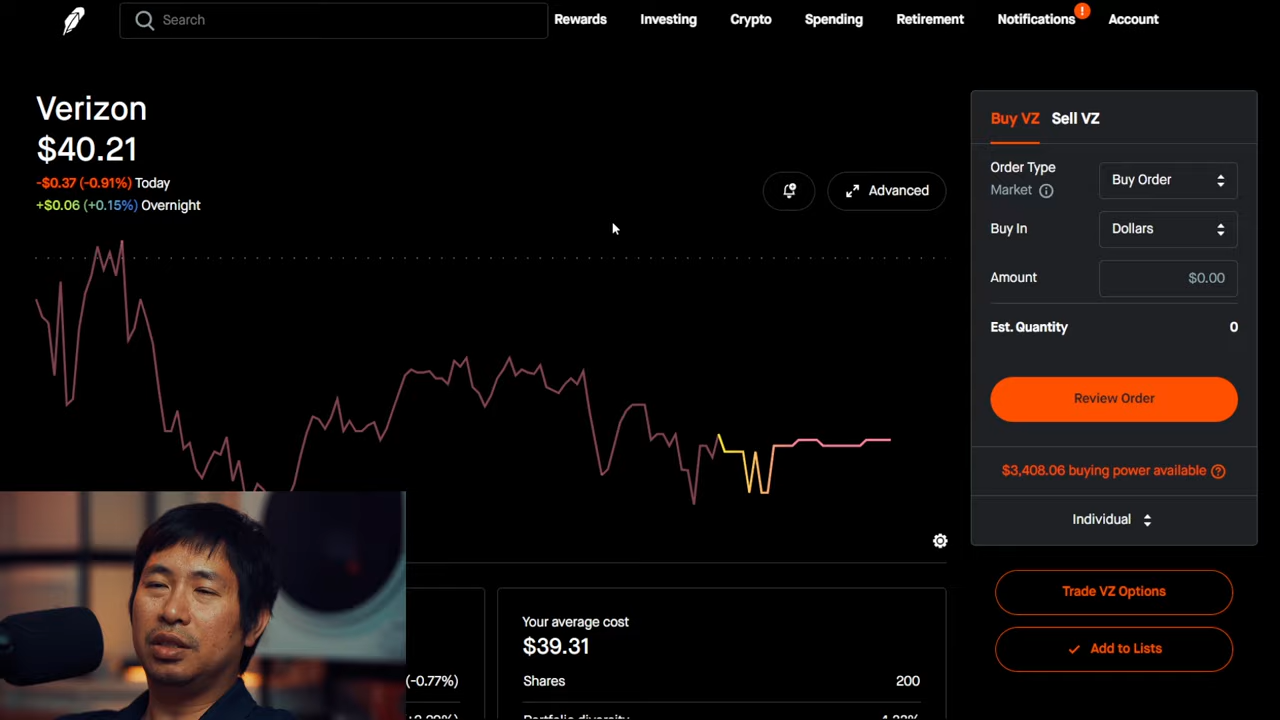 Search
Rewards
Investing
Crypto
Spending
Retirement
Notifications
!
Account
Verizon
$40.21
-$0.37 (-0.91%) Today
+$0.06 (+0.15%) Overnight
Advanced
Buy VZ
Sell VZ
Order Type
Market
Buy Order
Buy In
Dollars
Amount
$0.00
Est. Quantity
0
Review Order
$3,408.06 buying power available
Individual
Trade VZ Options
Add to Lists
(-0.77%)
Your average cost
$39.31
Shares
200
Portfolio diversity